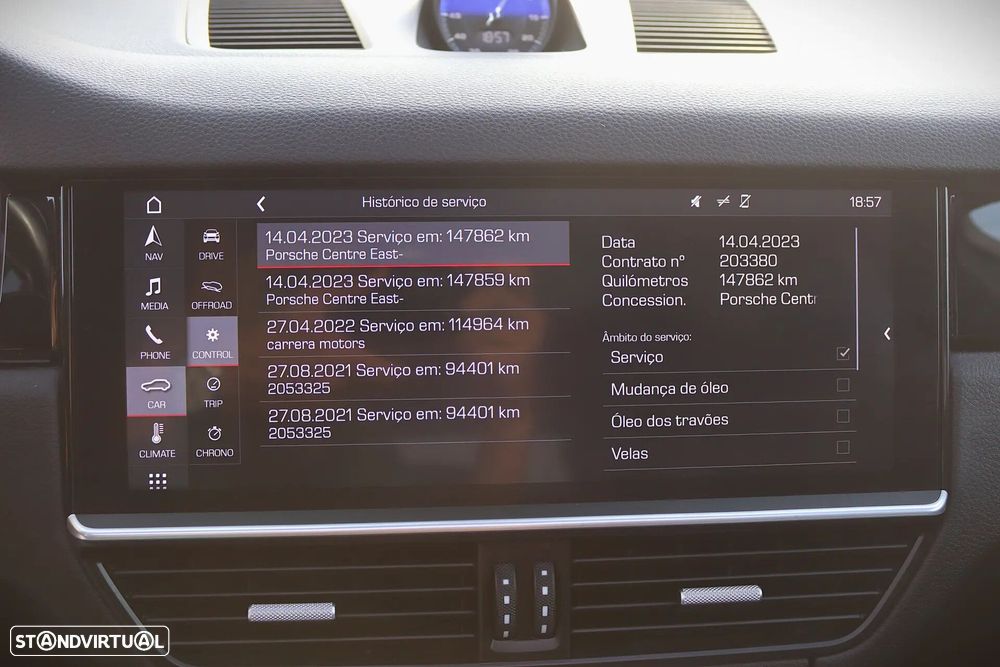 1857
Histórico de serviço
18:57
NAV
DRIVE
MEDIA
OFFROAD
PHONE
CONTROL
CAR
TRIP
CLIMATE
CHRONO
14.04.2023 Serviço em: 147862 km
Porsche Centre East-
14.04.2023 Serviço em: 147859 km
Porsche Centre East-
27.04.2022 Serviço em: 114964 km
carrera motors
27.08.2021 Serviço em: 94401 km
2053325
27.08.2021 Serviço em: 94401 km
2053325
Data 14.04.2023
Contrato nº 203380
Quilómetros 147862 km
Concession. Porsche Centr
Âmbito do serviço:
Serviço
Mudança de óleo
Óleo dos travões
Velas
STANDVIRTUAL